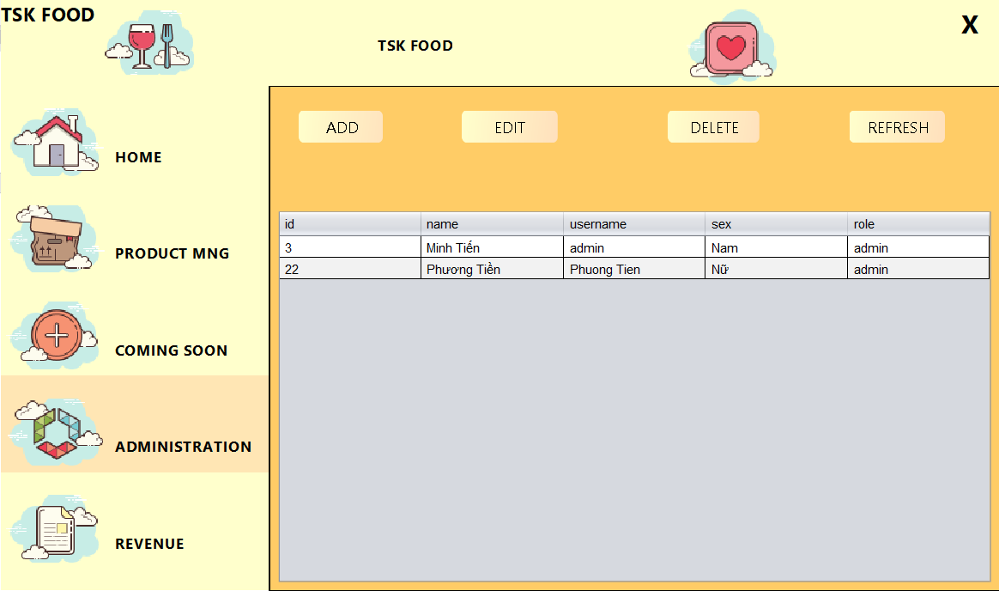 TSK FOOD
TSK FOOD
X
HOME
PRODUCT MNG
COMING SOON
ADMINISTRATION
REVENUE
ADD EDIT DELETE REFRESH
id name username sex role
3 Minh Tiến admin Nam admin
22 Phương Tiền Phuong Tien Nữ admin